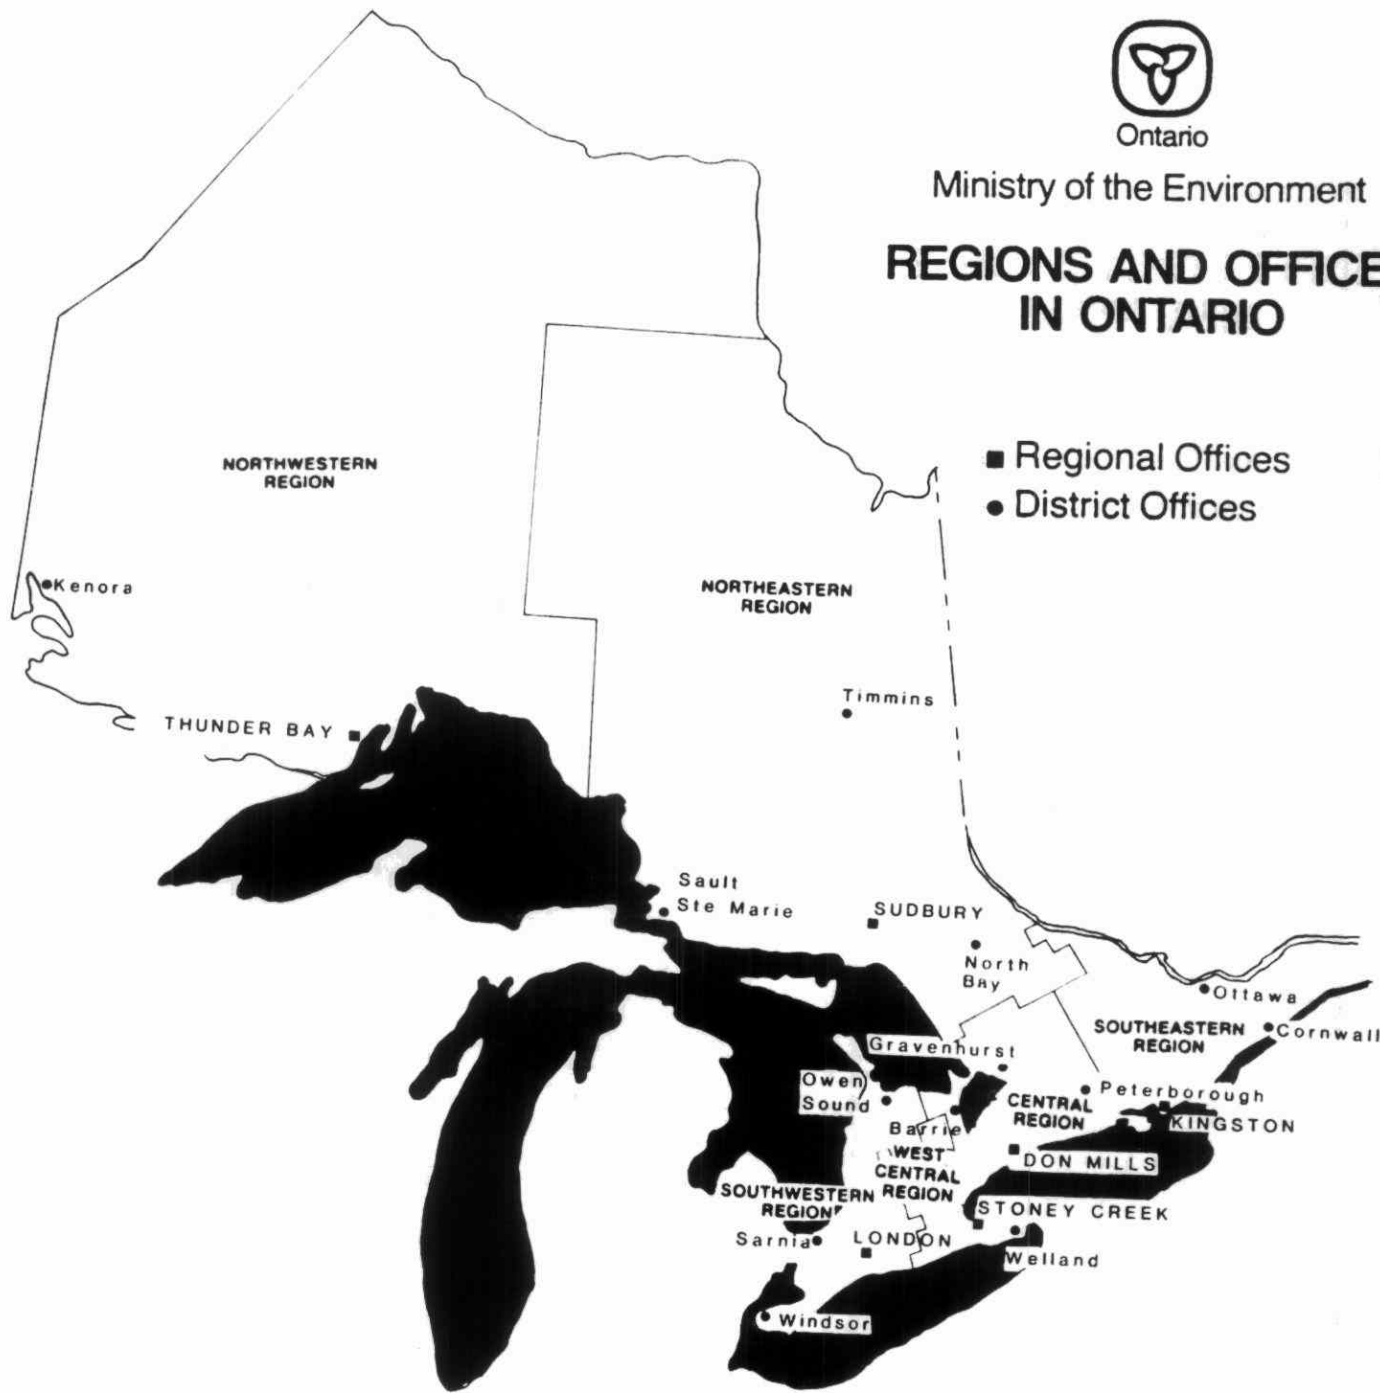 Ontario
Ministry of the Environment
REGIONS AND OFFICE
IN ONTARIO
■ Regional Offices
● District Offices
NORTHWESTERN
REGION
Kenora
NORTHEASTERN
REGION
Timmins
THUNDER BAY
Sault
Ste Marie
SUDBURY
North
Bay
Ottawa
SOUTHEASTERN
REGION
Cornwall
Gravenhurst
Owen
Sound
Peterborough
CENTRAL
REGION
KINGSTON
Barrie
WEST
CENTRAL
REGION
DON MILLS
SOUTHWESTERN
REGION
STONEY CREEK
Sarnia
LONDON
Welland
Windsor